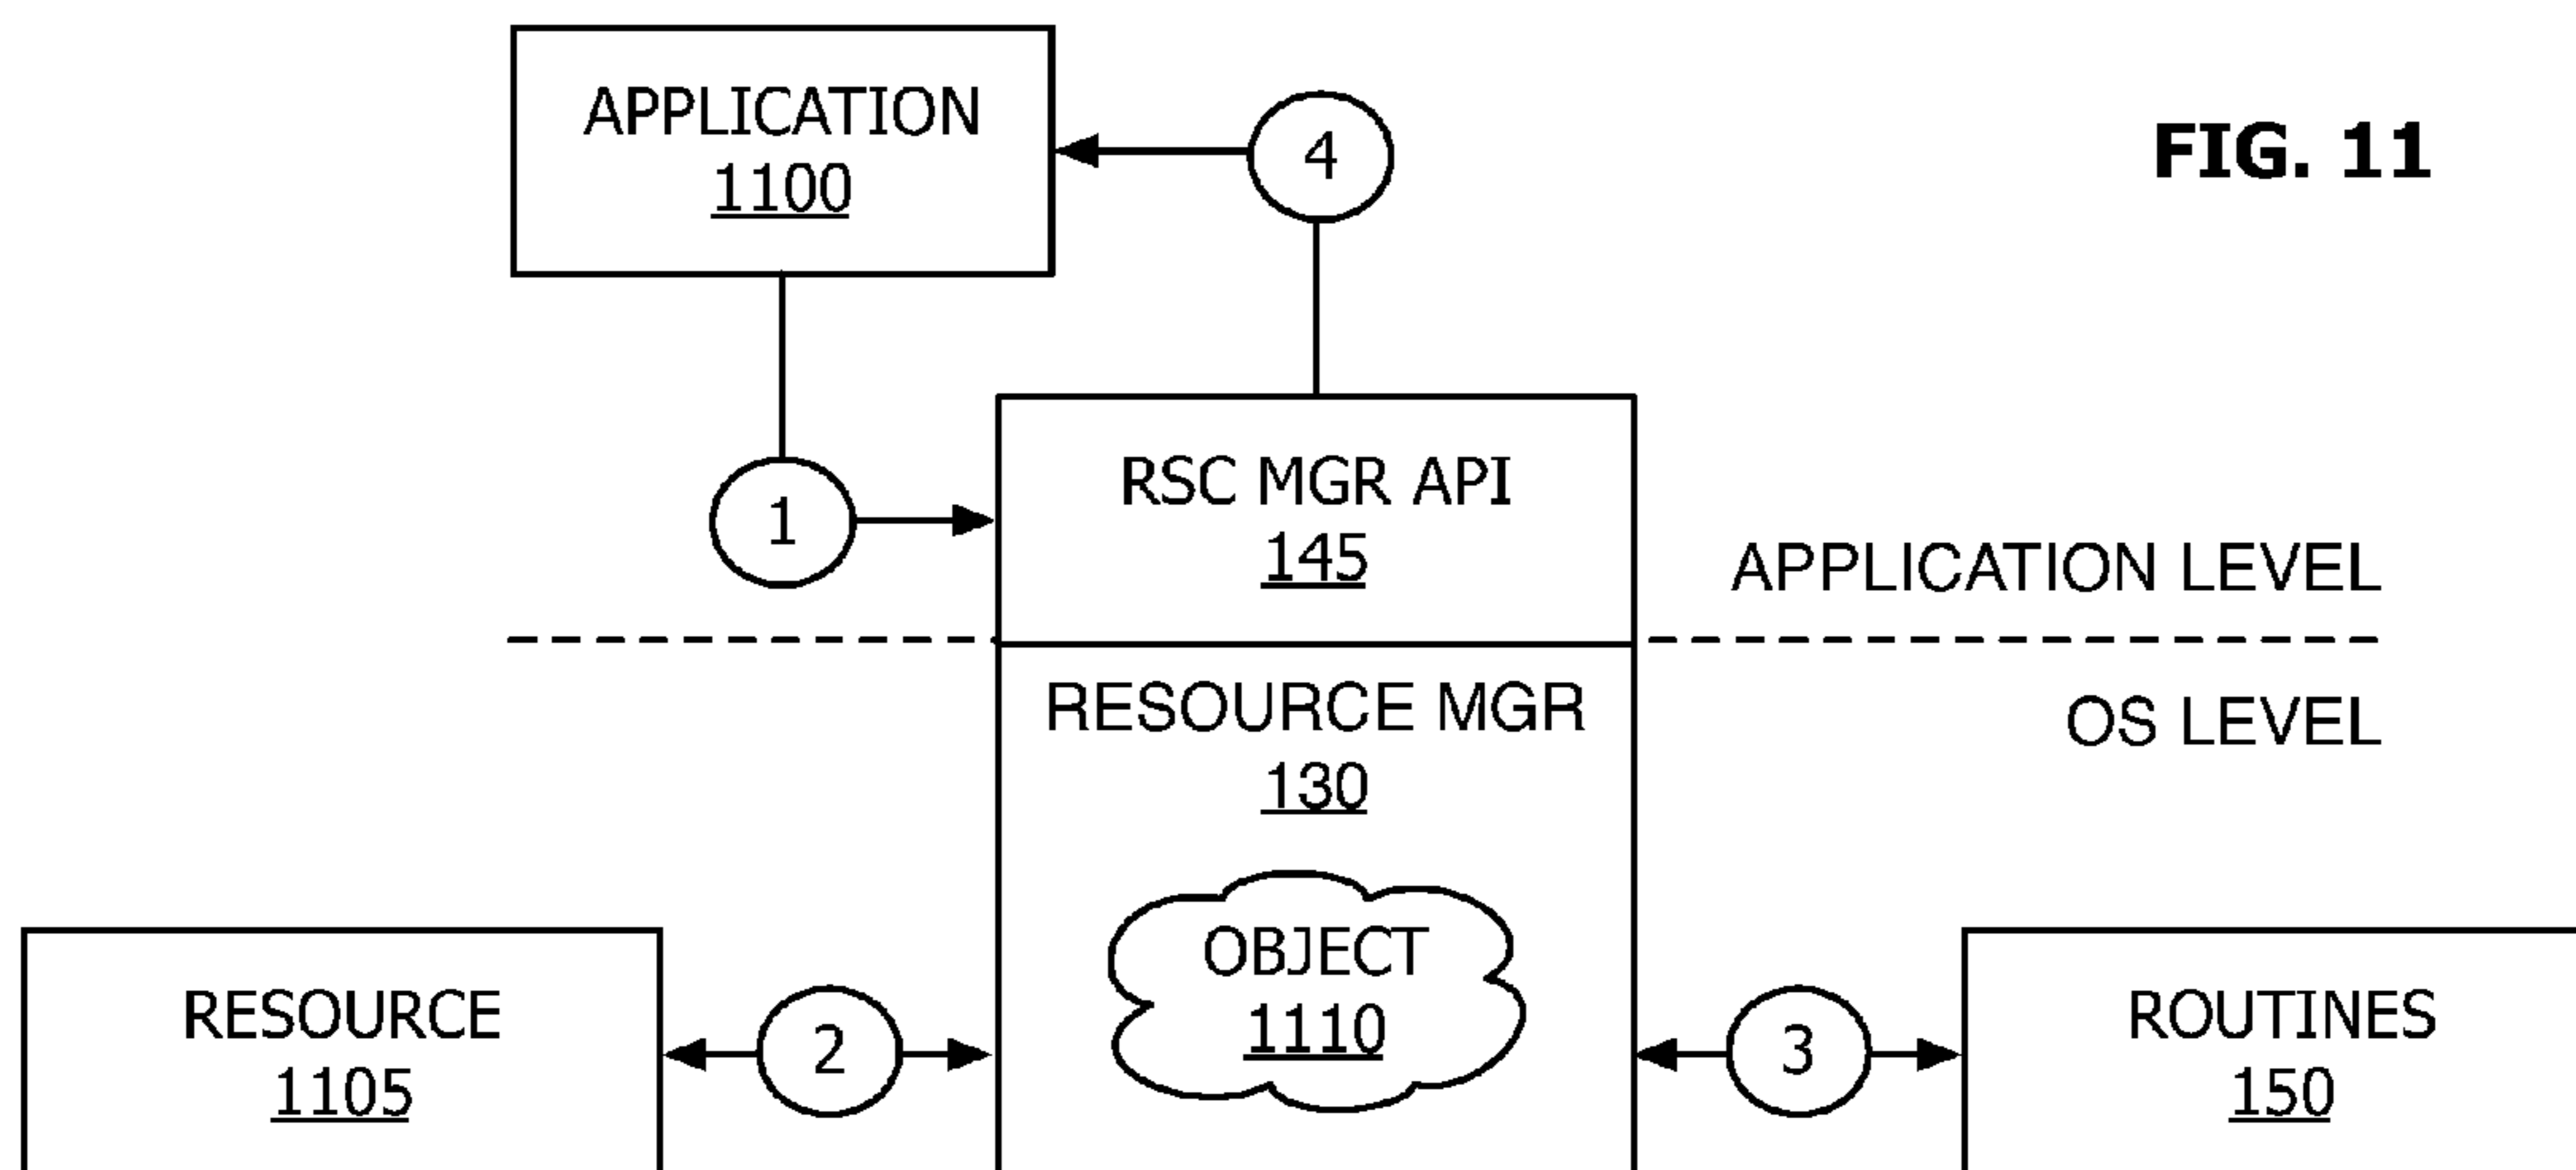 APPLICATION
1100
4
FIG. 11
1
RSC MGR API
145
APPLICATION LEVEL
RESOURCE MGR
130
OS LEVEL
OBJECT
1110
RESOURCE
1105
2
3
ROUTINES
150